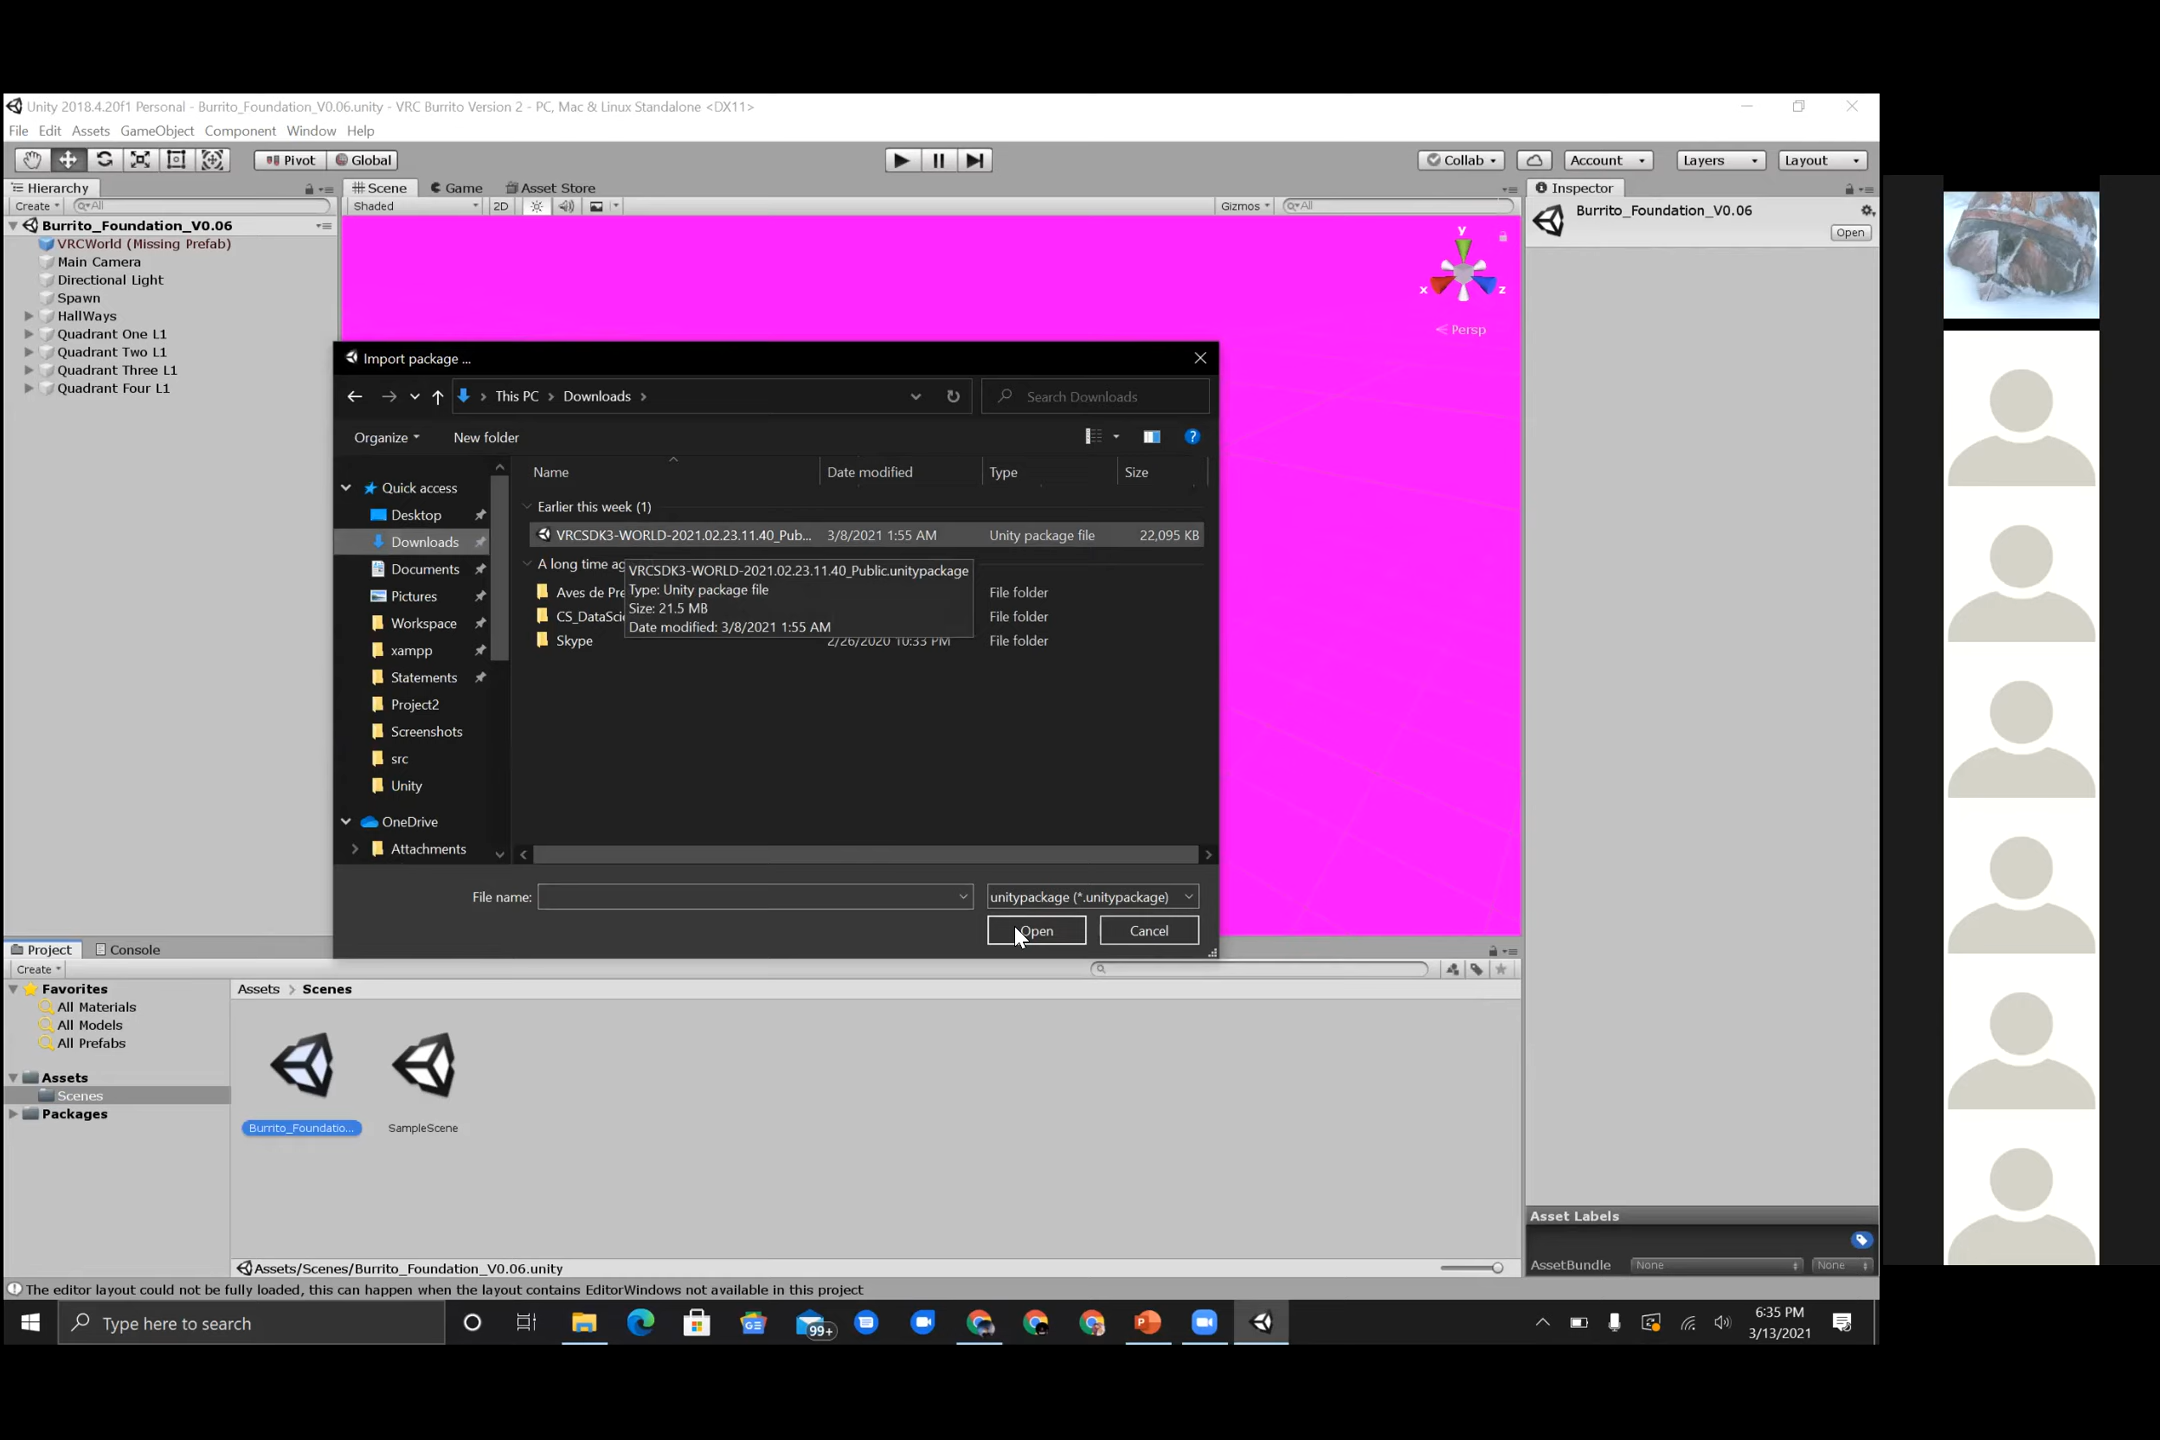 Unity 2018.4.20f1 Personal - Burrito_Foundation_V0.06.unity - VRC Burrito Version 2 - PC, Mac & Linux Standalone <DX11>
File Edit Assets GameObject Component Window Help
Pivot Global Collab Account Layers Layout
Hierarchy Scene Game Asset Store Inspector
Create All Shaded 2D Gizmos All
Burrito_Foundation_V0.06
Open
Burrito_Foundation_V0.06
VRCWorld (Missing Prefab)
Main Camera
Directional Light
Spawn
HallWays
Quadrant One L1
Quadrant Two L1
Quadrant Three L1
Quadrant Four L1
y
x z
Persp
Import package ...
This PC Downloads Search Downloads
Organize New folder
Name Date modified Type Size
Quick access
Desktop
Downloads
Documents
Pictures
Workspace
xampp
Statements
Project2
Screenshots
src
Unity
OneDrive
Attachments
Earlier this week (1)
VRCSDK3-WORLD-2021.02.23.11.40_Pub... 3/8/2021 1:55 AM Unity package file 22,095 KB
A long time ag
VRCSDK3-WORLD-2021.02.23.11.40_Public.unitypackage
Type: Unity package file
Size: 21.5 MB
Date modified: 3/8/2021 1:55 AM
Aves de Pre File folder
CS_DataSci File folder
Skype 2/26/2020 10:33 PM File folder
File name: unitypackage (*.unitypackage)
Open Cancel
Project Console
Create
Favorites
All Materials
All Models
All Prefabs
Assets
Scenes
Packages
Assets > Scenes
Burrito_Foundatio... SampleScene
Assets/Scenes/Burrito_Foundation_V0.06.unity
Asset Labels
AssetBundle None None
The editor layout could not be fully loaded, this can happen when the layout contains EditorWindows not available in this project
Type here to search
99+
6:35 PM
3/13/2021